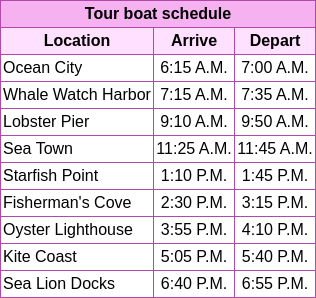 Tour boat schedule
Location Arrive Depart
Ocean City 6:15 A.M. 7:00 A.M.
Whale Watch Harbor 7:15 A.M. 7:35 A.M.
Lobster Pier 9:10 A.M. 9:50 A.M.
Sea Town 11:25 A.M. 11:45 A.M.
Starfish Point 1:10 P.M. 1:45 P.M.
Fisherman's Cove 2:30 P.M. 3:15 P.M.
Oyster Lighthouse 3:55 P.M. 4:10 P.M.
Kite Coast 5:05 P.M. 5:40 P.M.
Sea Lion Docks 6:40 P.M. 6:55 P.M.